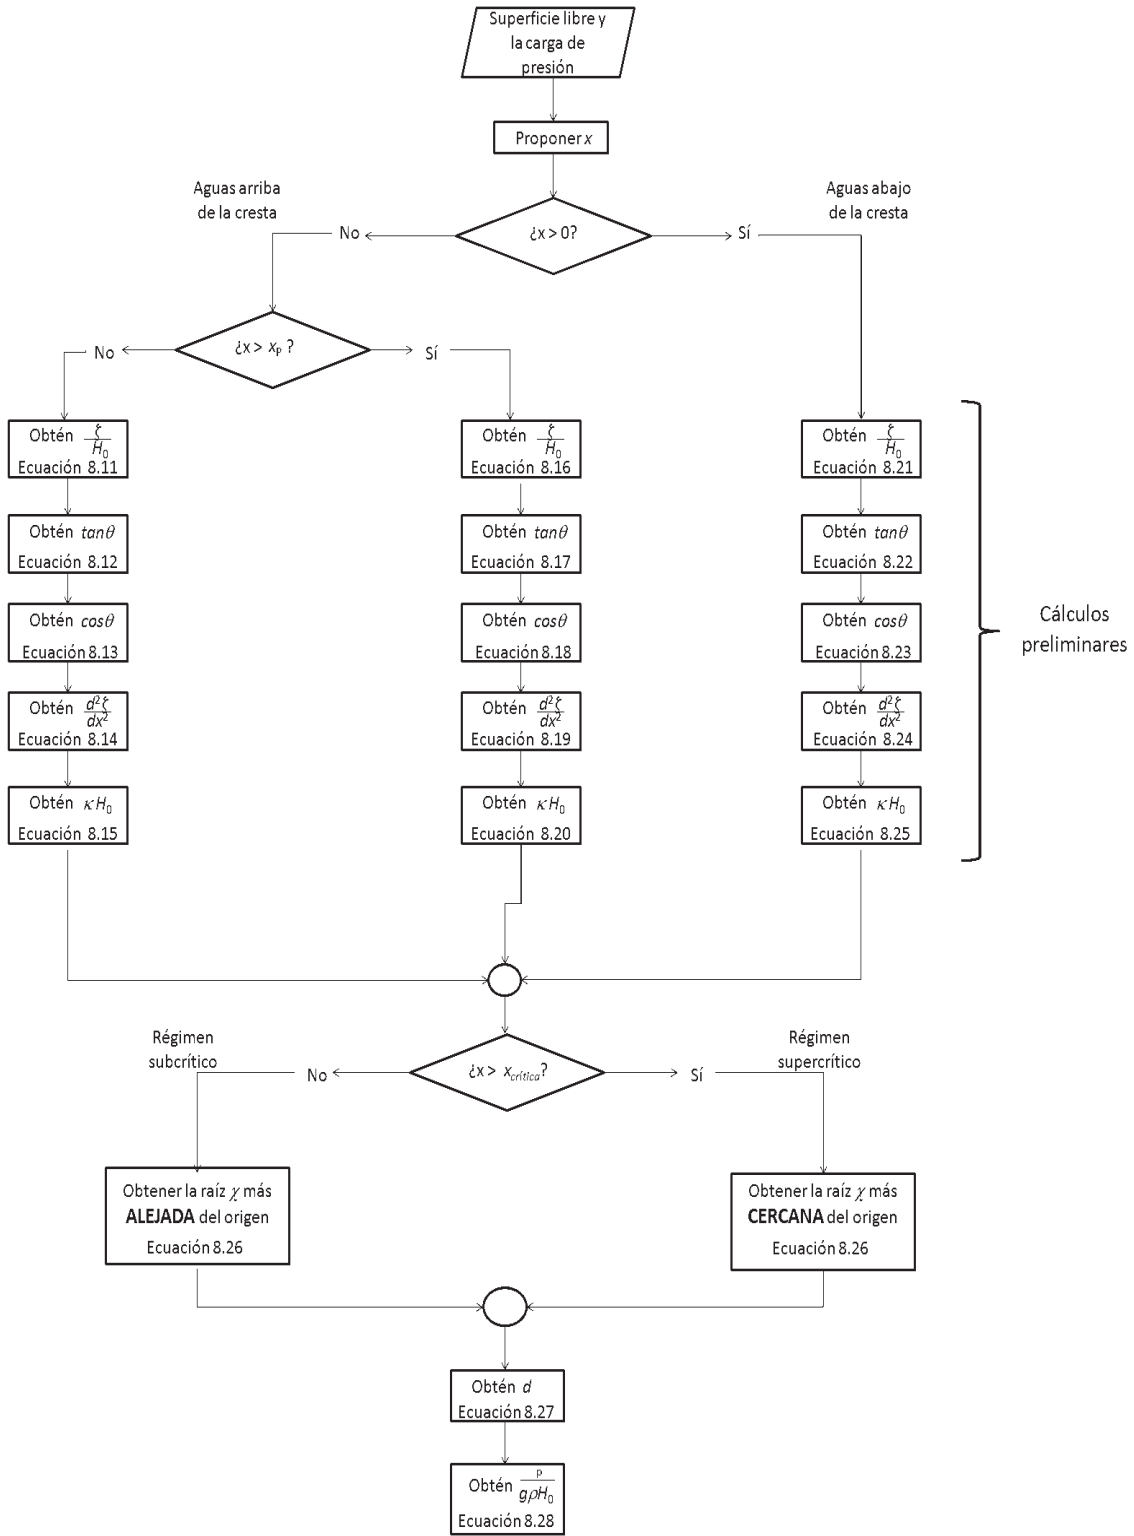 Superficie libre y
la carga de
presión
Proponer x
Aguas arriba
de la cresta
Aguas abajo
de la cresta
No
¿x > 0?
Sí
No
¿x > xₚ ?
Sí
Obtén ζ/H₀
Ecuación 8.11
Obtén ζ/H₀
Ecuación 8.16
Obtén ζ/H₀
Ecuación 8.21
Obtén tanθ
Ecuación 8.12
Obtén tanθ
Ecuación 8.17
Obtén tanθ
Ecuación 8.22
Obtén cosθ
Ecuación 8.13
Obtén cosθ
Ecuación 8.18
Obtén cosθ
Ecuación 8.23
Cálculos
preliminares
Obtén d²ζ/dx²
Ecuación 8.14
Obtén d²ζ/dx²
Ecuación 8.19
Obtén d²ζ/dx²
Ecuación 8.24
Obtén κH₀
Ecuación 8.15
Obtén κH₀
Ecuación 8.20
Obtén κH₀
Ecuación 8.25
Régimen
subcrítico
Régimen
supercrítico
No
¿x > xcrítica?
Sí
Obtener la raíz χ más
ALEJADA del origen
Ecuación 8.26
Obtener la raíz χ más
CERCANA del origen
Ecuación 8.26
Obtén d
Ecuación 8.27
Obtén P/gρH₀
Ecuación 8.28